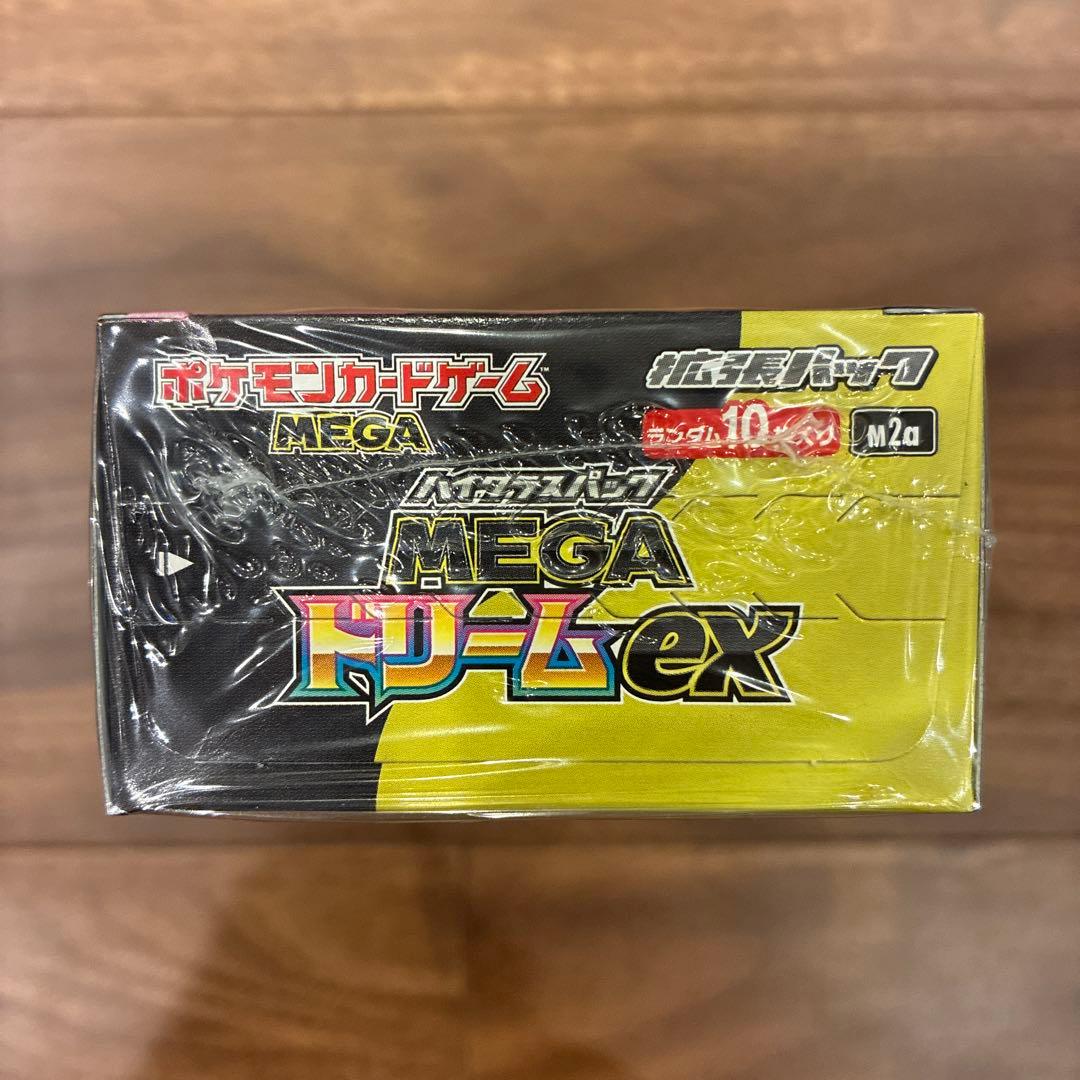 ポケモンカードゲーム™
MEGA
拡張パック
ランダム10枚入り
M2a
ハイクラスパック
MEGA
ドリームex